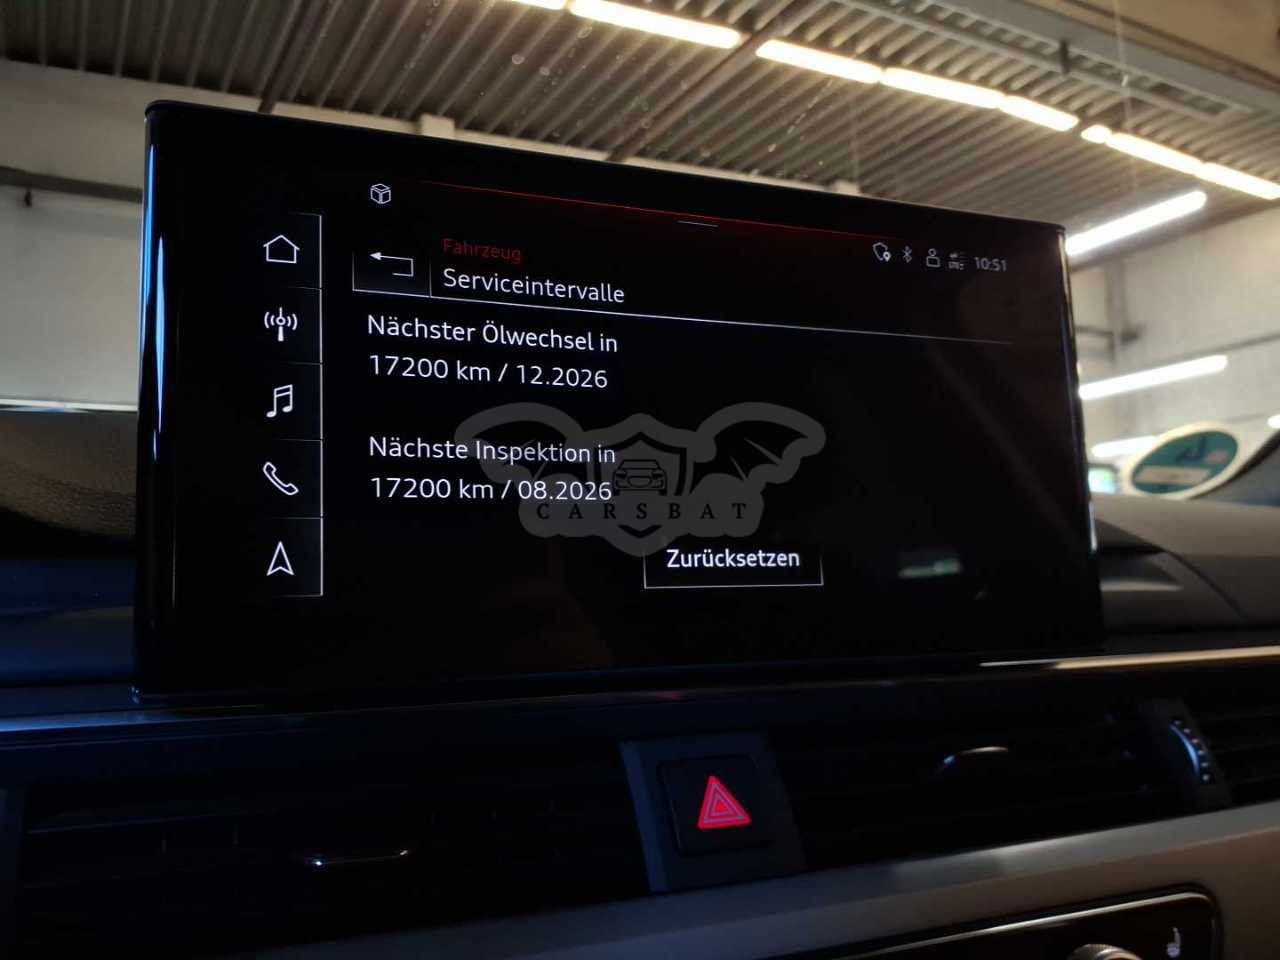 Fahrzeug
Serviceintervalle
10:51
Nächster Ölwechsel in
17200 km / 12.2026
Nächste Inspektion in
17200 km / 08.2026
CARSBAT
Zurücksetzen